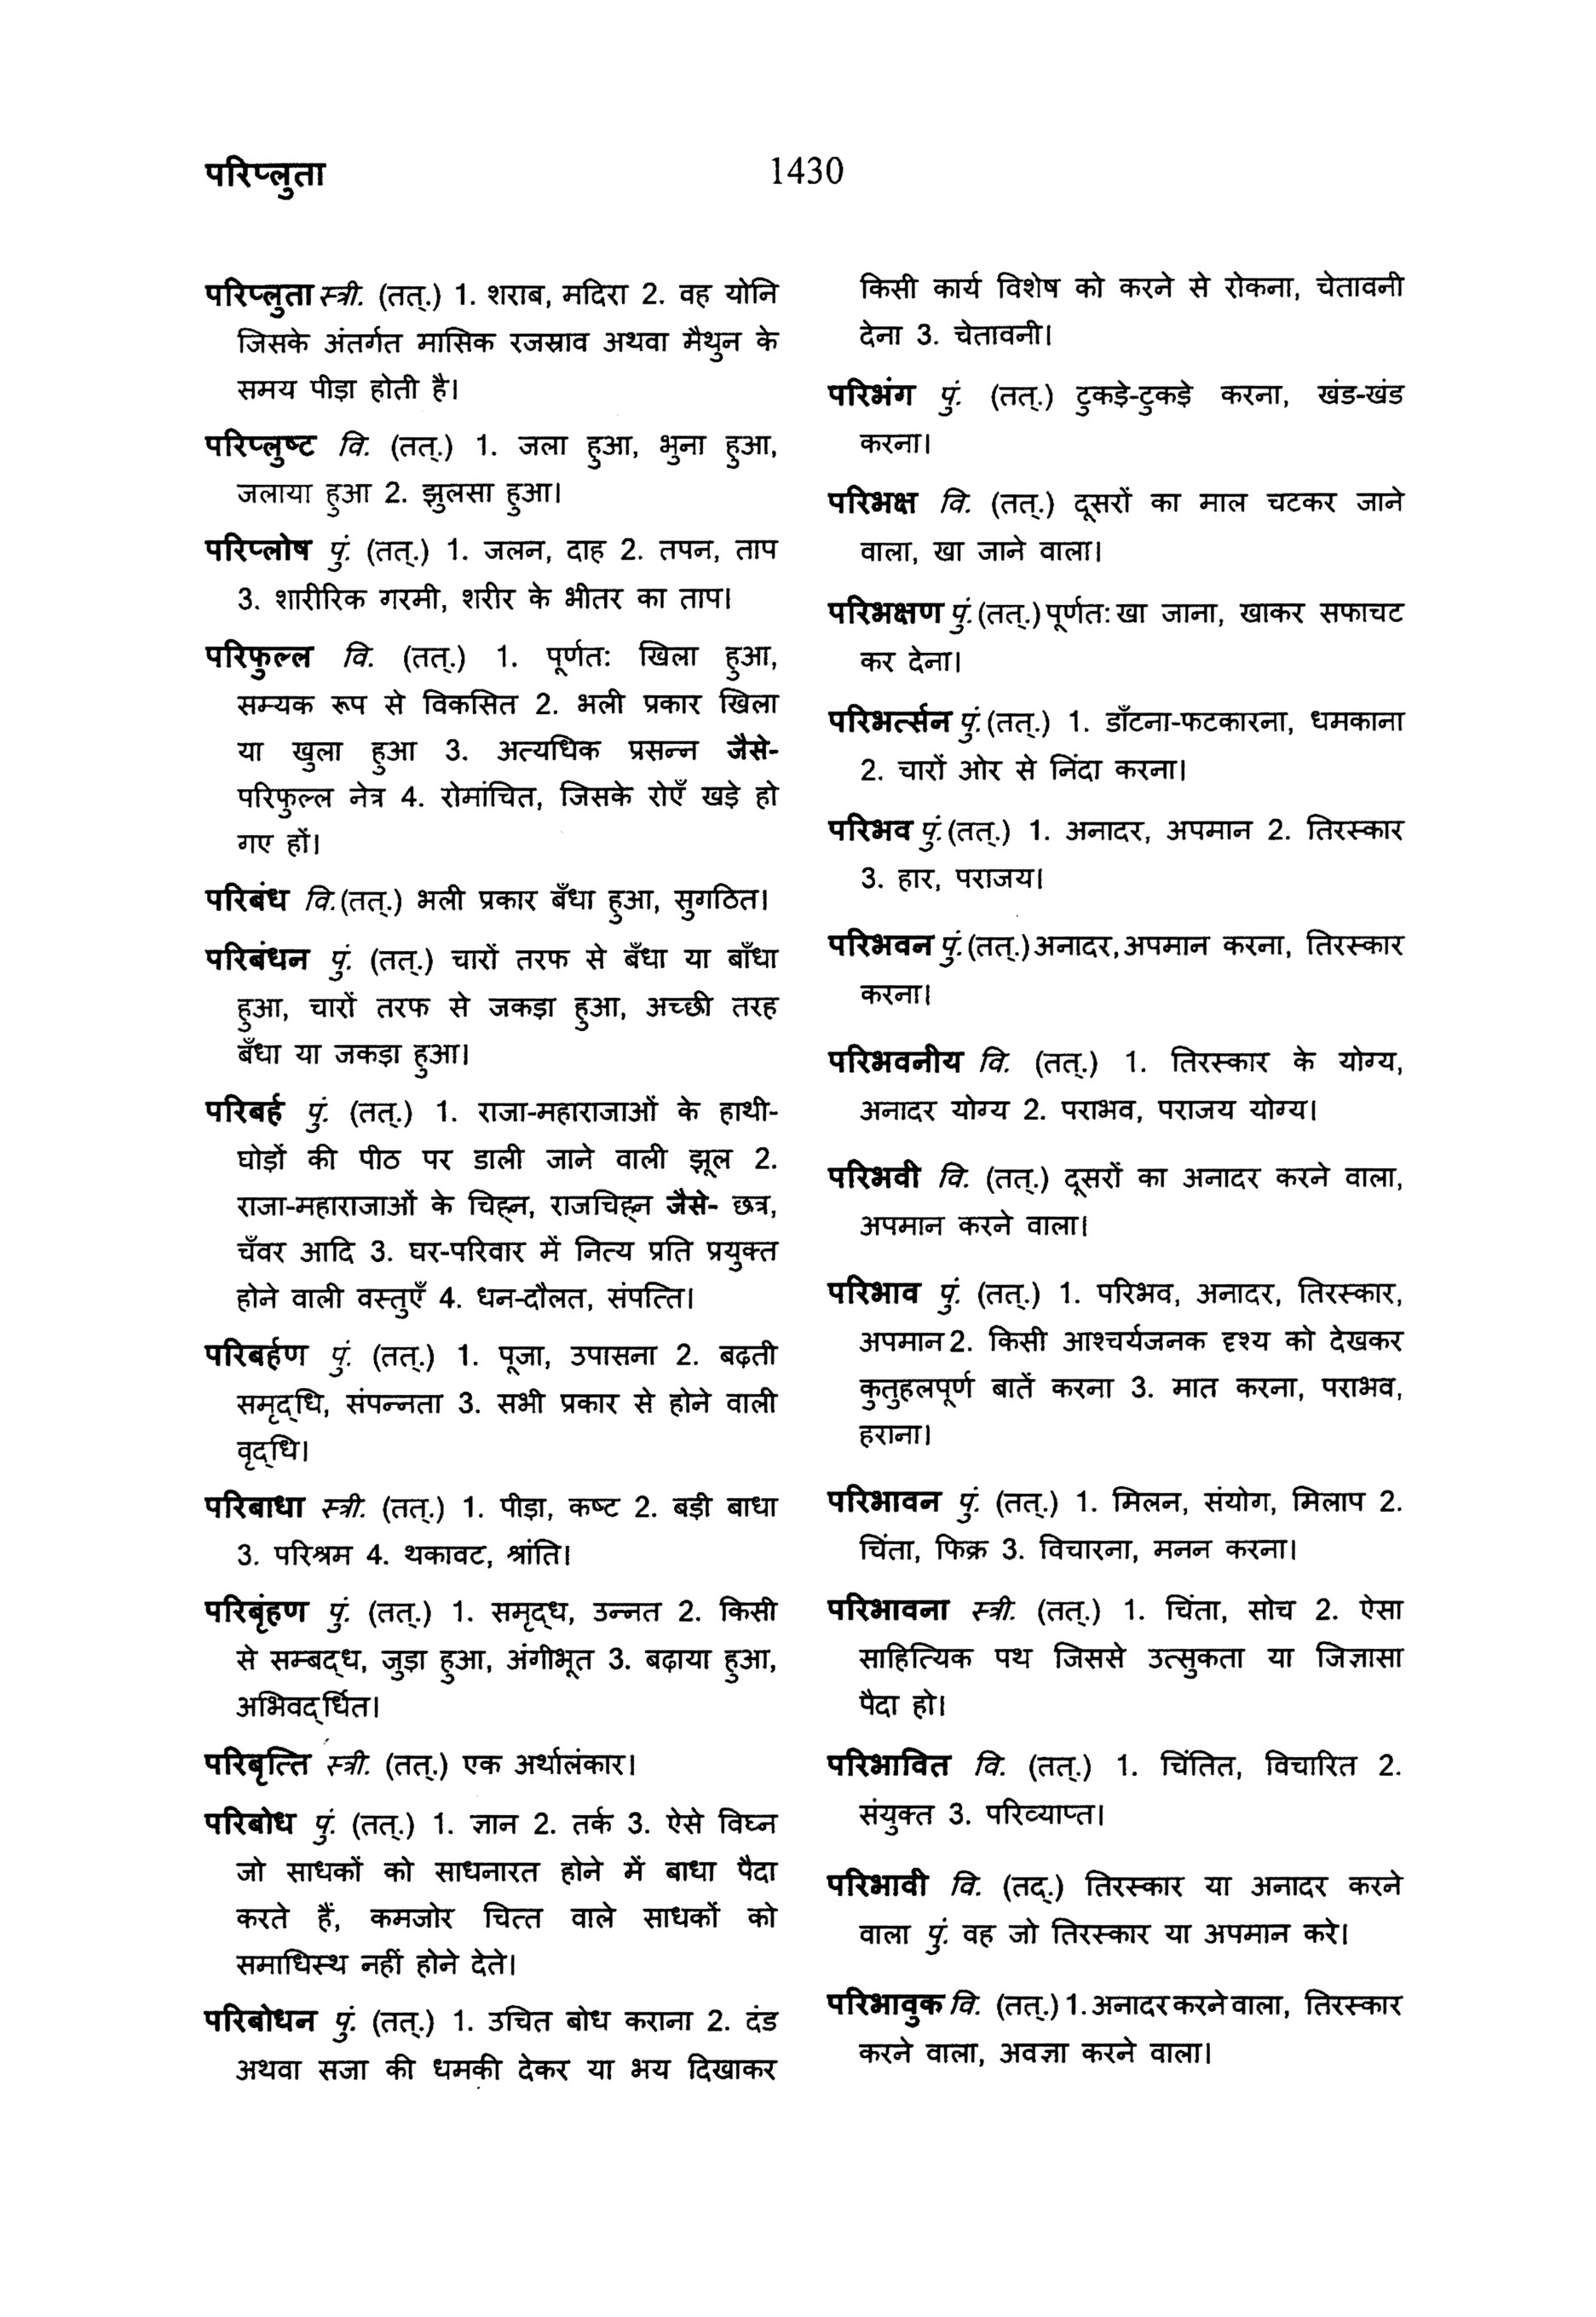 परिप्लुता
1430
परिप्लुता स्त्री. (तत्.) 1. शराब, मदिरा 2. वह योनि
जिसके अंतर्गत मासिक रजस्राव अथवा मैथुन के
समय पीड़ा होती है।
परिप्लुष्ट वि. (तत्.) 1. जला हुआ, भुना हुआ,
जलाया हुआ 2. झुलसा हुआ।
परिप्लोष पुं. (तत्.) 1. जलन, दाह 2. तपन, ताप
3. शारीरिक गरमी, शरीर के भीतर का ताप।
परिफुल्ल वि. (तत्.) 1. पूर्णत: खिला हुआ,
सम्यक रूप से विकसित 2. भली प्रकार खिला
या खुला हुआ 3. अत्यधिक प्रसन्न जैसे-
परिफुल्ल नेत्र 4. रोमांचित, जिसके रोएँ खड़े हो
गए हों।
परिबंध वि.(तत्.) भली प्रकार बँधा हुआ, सुगठित।
परिबंधन पुं. (तत्.) चारों तरफ से बँधा या बाँधा
हुआ, चारों तरफ से जकड़ा हुआ, अच्छी तरह
बँधा या जकड़ा हुआ।
परिबर्ह पुं. (तत्.) 1. राजा-महाराजाओं के हाथी-
घोड़ों की पीठ पर डाली जाने वाली झूल 2.
राजा-महाराजाओं के चिह्न, राजचिह्न जैसे- छत्र,
चँवर आदि 3. घर-परिवार में नित्य प्रति प्रयुक्त
होने वाली वस्तुएँ 4. धन-दौलत, संपत्ति।
परिबर्हण पुं. (तत्.) 1. पूजा, उपासना 2. बढ़ती
समृद्धि, संपन्नता 3. सभी प्रकार से होने वाली
वृद्धि।
परिबाधा स्त्री. (तत्.) 1. पीड़ा, कष्ट 2. बड़ी बाधा
3. परिश्रम 4. थकावट, श्रांति।
परिबृंहण पुं. (तत्.) 1. समृद्ध, उन्नत 2. किसी
से सम्बद्ध, जुड़ा हुआ, अंगीभूत 3. बढ़ाया हुआ,
अभिवर्द्धित।
परिबृत्ति स्त्री. (तत्.) एक अर्थालंकार।
परिबोध पुं. (तत्.) 1. ज्ञान 2. तर्क 3. ऐसे विघ्न
जो साधकों को साधनारत होने में बाधा पैदा
करते हैं, कमजोर चित्त वाले साधकों को
समाधिस्थ नहीं होने देते।
परिबोधन पुं. (तत्.) 1. उचित बोध कराना 2. दंड
अथवा सजा की धमकी देकर या भय दिखाकर
किसी कार्य विशेष को करने से रोकना, चेतावनी
देना 3. चेतावनी।
परिभंग पुं. (तत्.) टुकड़े-टुकड़े करना, खंड-खंड
करना।
परिभक्ष वि. (तत्.) दूसरों का माल चटकर जाने
वाला, खा जाने वाला।
परिभक्षण पुं.(तत्.)पूर्णत: खा जाना, खाकर सफाचट
कर देना।
परिभर्त्सन पुं.(तत्.) 1. डाँटना-फटकारना, धमकाना
2. चारों ओर से निंदा करना।
परिभव पुं.(तत्.) 1. अनादर, अपमान 2. तिरस्कार
3. हार, पराजय।
परिभवन पुं.(तत्.)अनादर,अपमान करना, तिरस्कार
करना।
परिभवनीय वि. (तत्.) 1. तिरस्कार के योग्य,
अनादर योग्य 2. पराभव, पराजय योग्य।
परिभवी वि. (तत्.) दूसरों का अनादर करने वाला,
अपमान करने वाला।
परिभाव पुं. (तत्.) 1. परिभव, अनादर, तिरस्कार,
अपमान 2. किसी आश्चर्यजनक दृश्य को देखकर
कुतुहलपूर्ण बातें करना 3. मात करना, पराभव,
हराना।
परिभावन पुं. (तत्.) 1. मिलन, संयोग, मिलाप 2.
चिंता, फिक्र 3. विचारना, मनन करना।
परिभावना स्त्री. (तत्.) 1. चिंता, सोच 2. ऐसा
साहित्यिक पथ जिससे उत्सुकता या जिज्ञासा
पैदा हो।
परिभावित वि. (तत्.) 1. चिंतित, विचारित 2.
संयुक्त 3. परिव्याप्त।
परिभावी वि. (तद्.) तिरस्कार या अनादर करने
वाला पुं. वह जो तिरस्कार या अपमान करे।
परिभावुक वि. (तत्.) 1. अनादर करने वाला, तिरस्कार
करने वाला, अवज्ञा करने वाला।